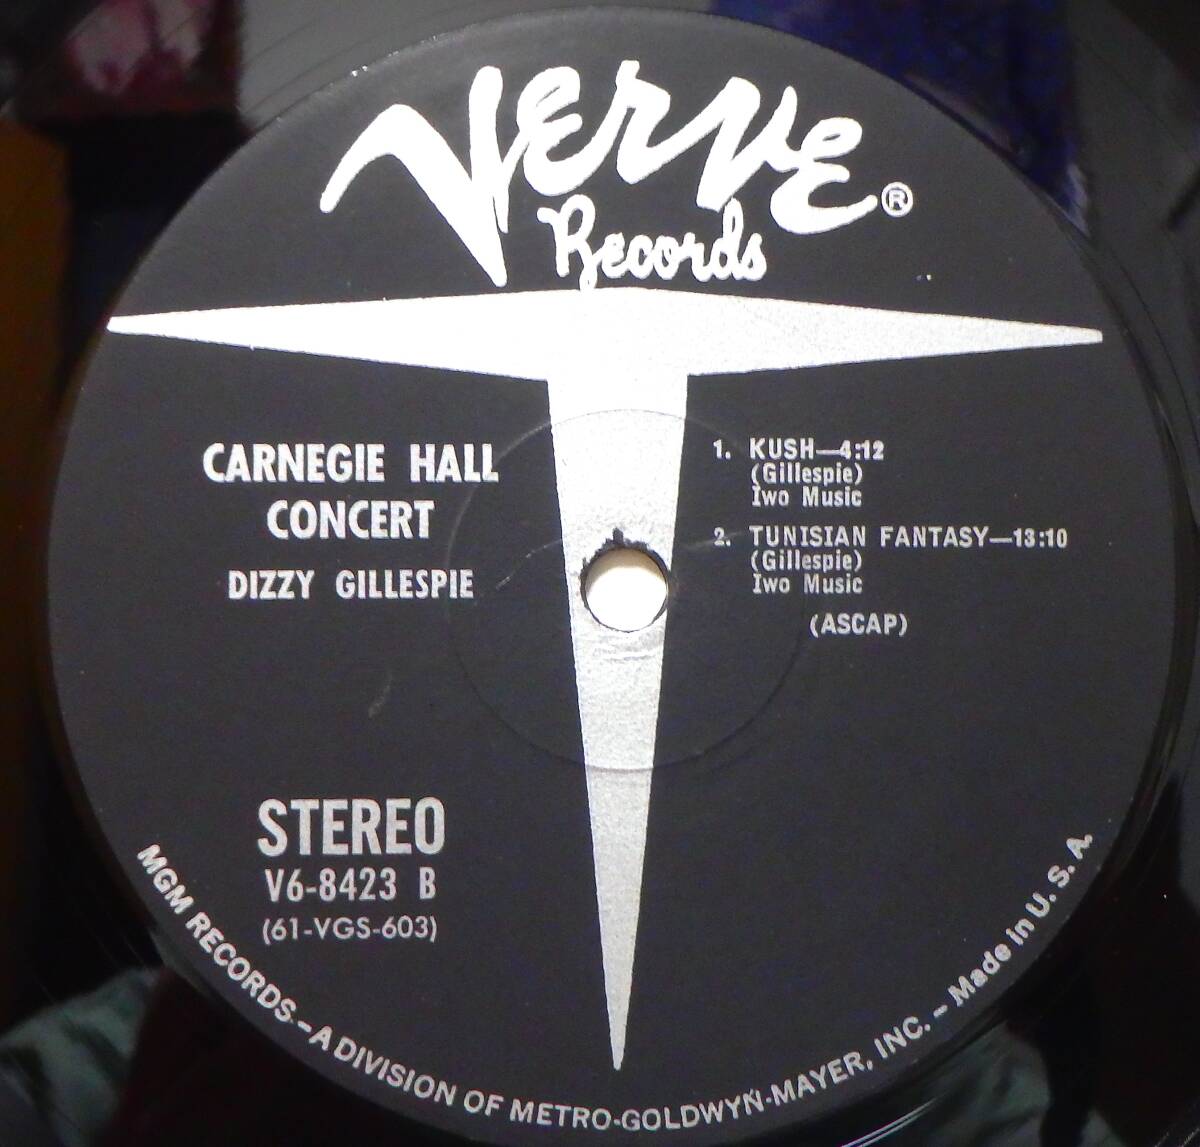 Verve ®
Records
CARNEGIE HALL
CONCERT
DIZZY GILLESPIE
1. KUSH—4:12
(Gillespie)
Iwo Music
2. TUNISIAN FANTASY—13:10
(Gillespie)
Iwo Music
(ASCAP)
STEREO
V6-8423 B
(61-VGS-603)
MGM RECORDS—A DIVISION OF METRO-GOLDWYN-MAYER, INC. – Made in U. S. A.